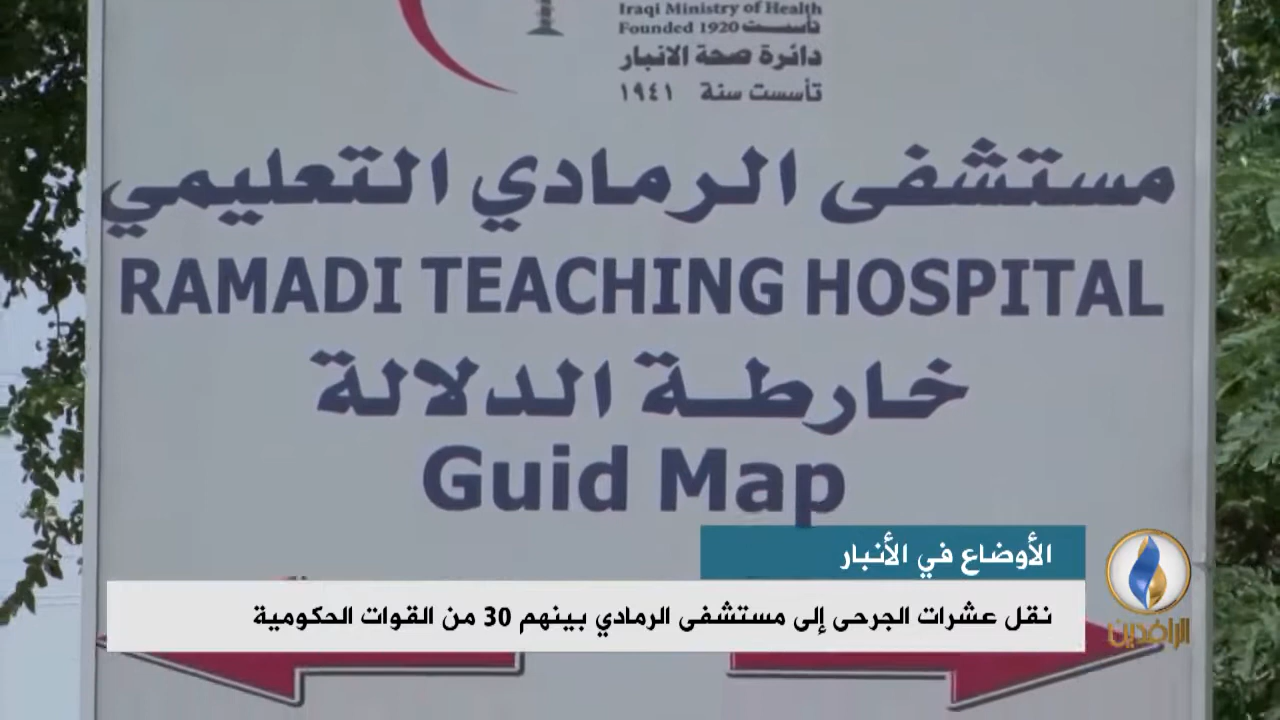 Iraqi Ministry of Health
Founded 1920 تأسست
دائرة صحة الانبار
تأسست سنة ١٩٤١
مستشفى الرمادي التعليمي
RAMADI TEACHING HOSPITAL
خارطة الدلالة
Guid Map
الأوضاع في الأنبار
نقل عشرات الجرحى إلى مستشفى الرمادي بينهم 30 من القوات الحكومية
الرافدين